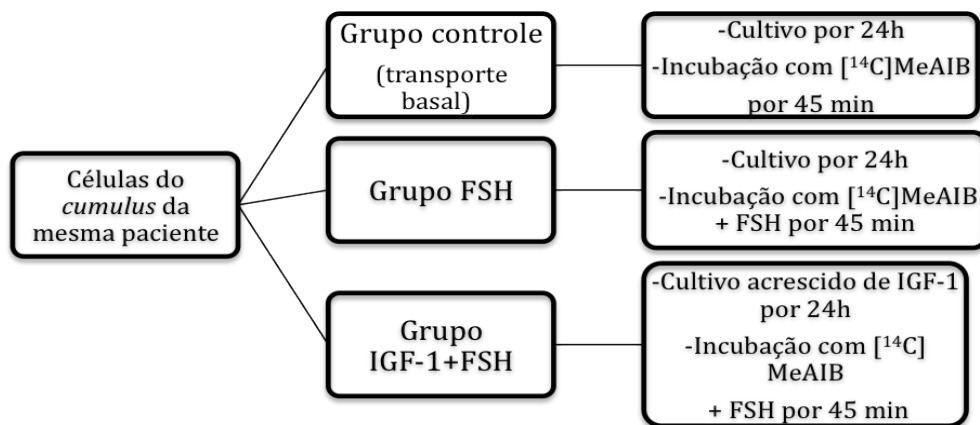 Células do
cumulus da
mesma paciente
Grupo controle
(transporte
basal)
-Cultivo por 24h
-Incubação com [¹⁴C]MeAIB
por 45 min
Grupo FSH
-Cultivo por 24h
-Incubação com [¹⁴C]MeAIB
+ FSH por 45 min
Grupo
IGF-1+FSH
-Cultivo acrescido de IGF-1
por 24h
-Incubação com [¹⁴C]
MeAIB
+ FSH por 45 min